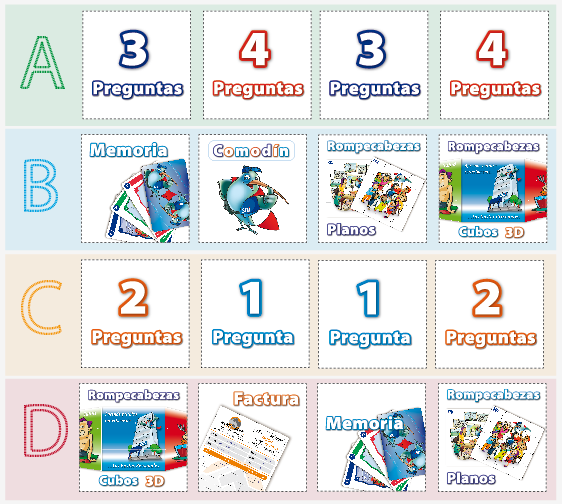 A
3 4 3 4
Preguntas Preguntas Preguntas Preguntas
B
Memoria
Comodín
Rompecabezas
Planos
Rompecabezas
Cubos 3D
C
2 1 1 2
Preguntas Pregunta Pregunta Preguntas
D
Rompecabezas
Cubos 3D
Factura
Memoria
Rompecabezas
Planos